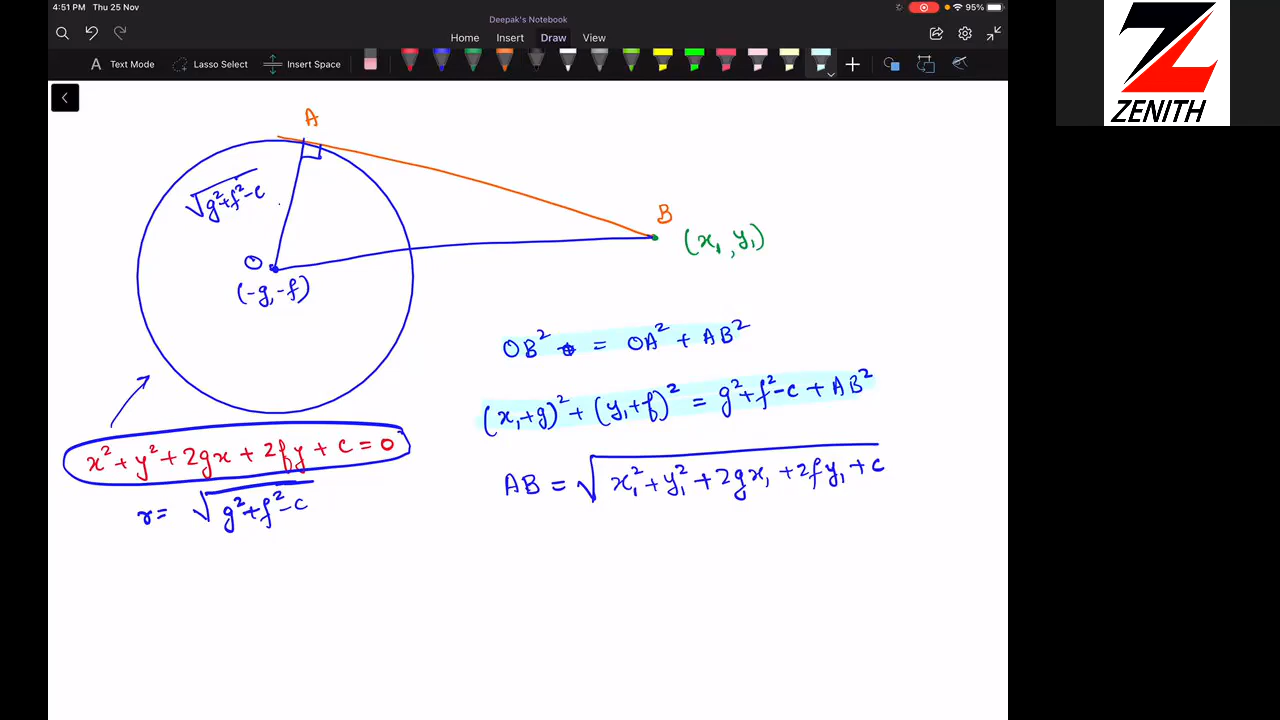 4:51 PM Thu 25 Nov
95%
Deepak's Notebook
Home Insert Draw View
Text Mode Lasso Select Insert Space
ZENITH
A
√(g²+f²-c)
B
(x₁, y₁)
O
(-g,-f)
OB² = OA² + AB²
(x₁+g)² + (y₁+f)² = g²+f²-c + AB²
x² + y² + 2gx + 2fy + c = 0
AB = √(x₁² + y₁² + 2gx₁ + 2fy₁ + c)
r = √(g²+f²-c)